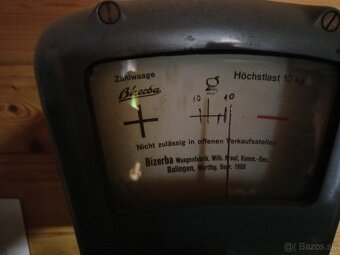 Zählwaage
Bizerba
Höchstlast 10 kg
10 10
Nicht zulässig in offenen Verkaufsstellen
Bizerba Waagenfabrik, Wilh. Kraut, Komm.-Ges.
Balingen, Württbg. Gegr. 1866
bazos.sk